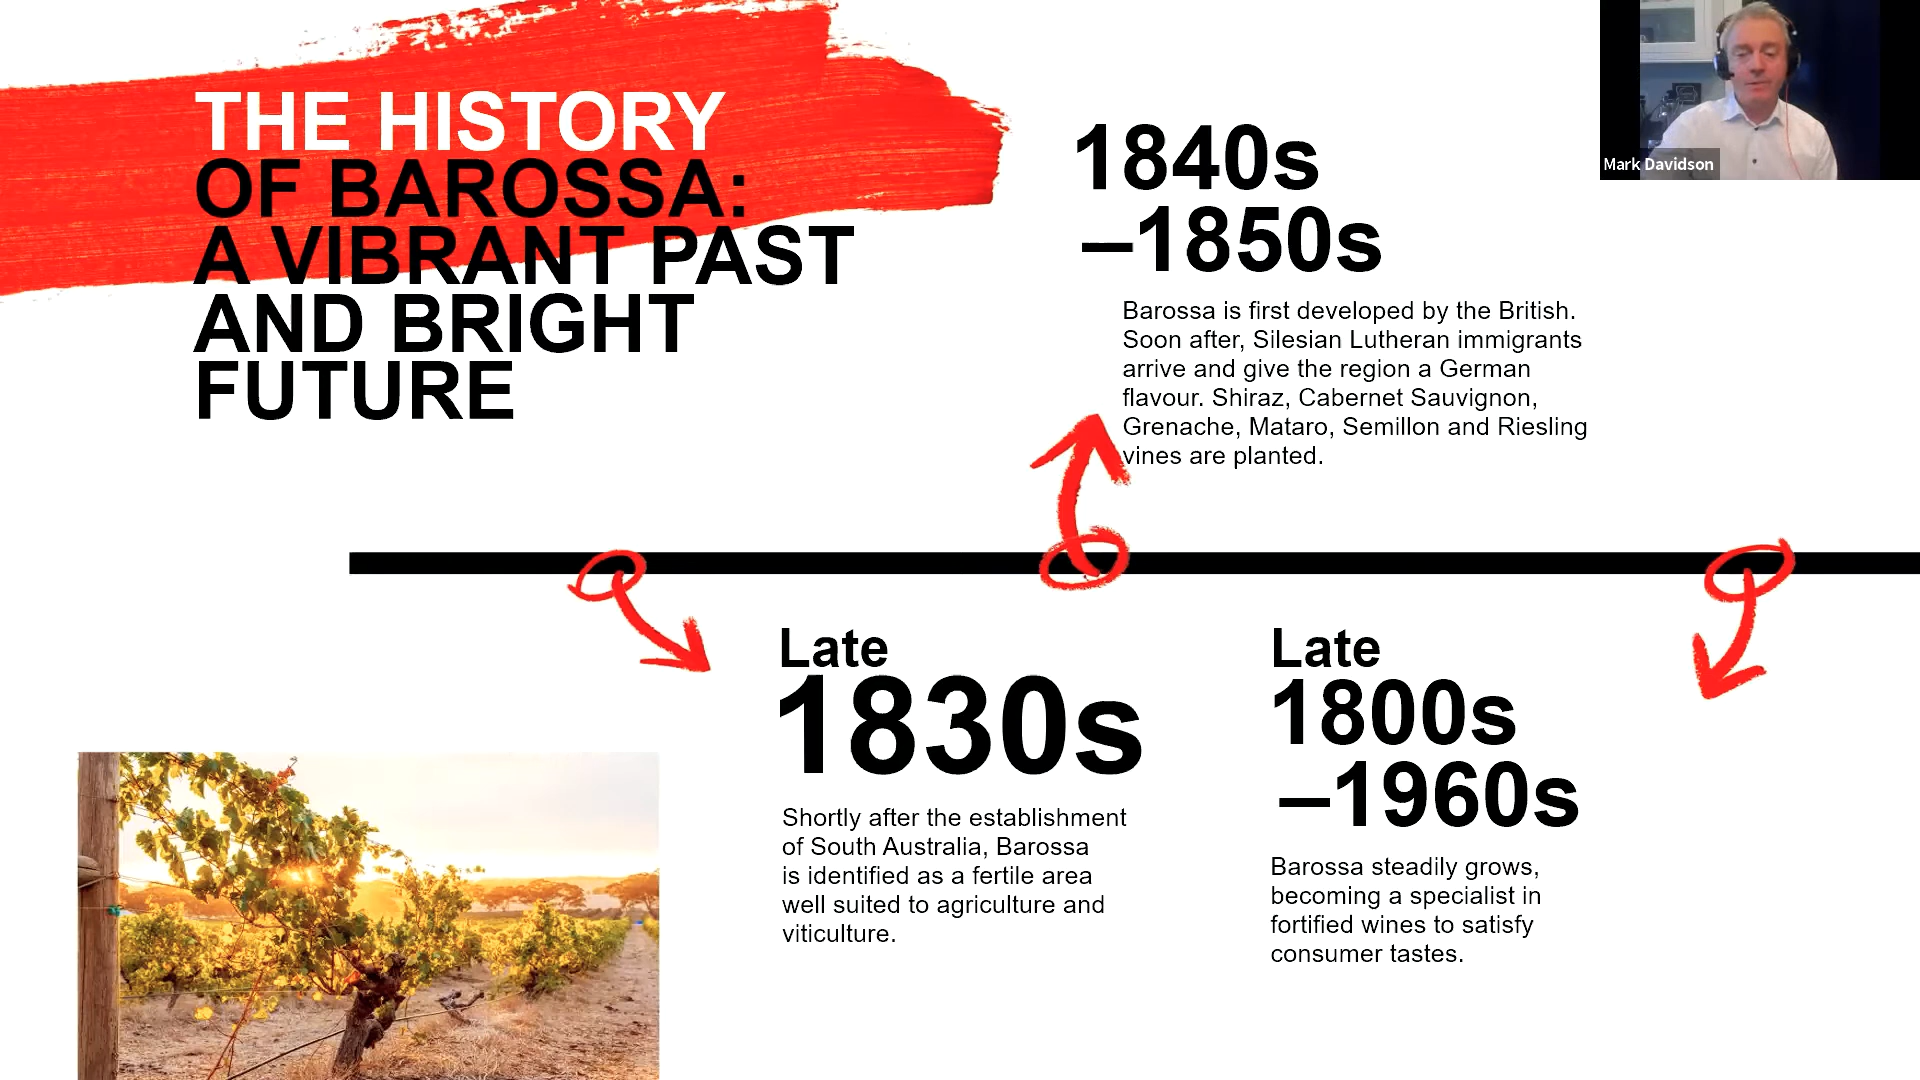 THE HISTORY
OF BAROSSA:
A VIBRANT PAST
AND BRIGHT
FUTURE
1840s
–1850s
Barossa is first developed by the British.
Soon after, Silesian Lutheran immigrants
arrive and give the region a German
flavour. Shiraz, Cabernet Sauvignon,
Grenache, Mataro, Semillon and Riesling
vines are planted.
Mark Davidson
Late
1830s
Shortly after the establishment
of South Australia, Barossa
is identified as a fertile area
well suited to agriculture and
viticulture.
Late
1800s
–1960s
Barossa steadily grows,
becoming a specialist in
fortified wines to satisfy
consumer tastes.